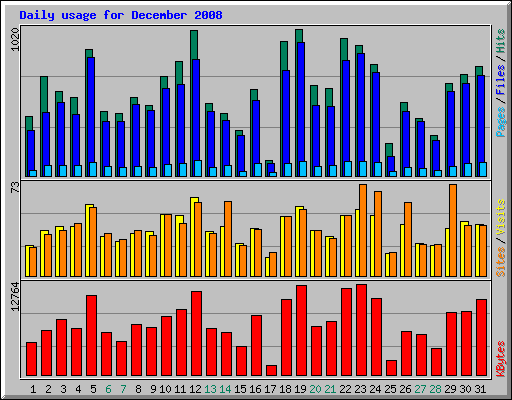 Daily usage for December 2008
1020
Pages / Files / Hits
73
Sites / Visits
12764
KBytes
1 2 3 4 5 6 7 8 9 10 11 12 13 14 15 16 17 18 19 20 21 22 23 24 25 26 27 28 29 30 31